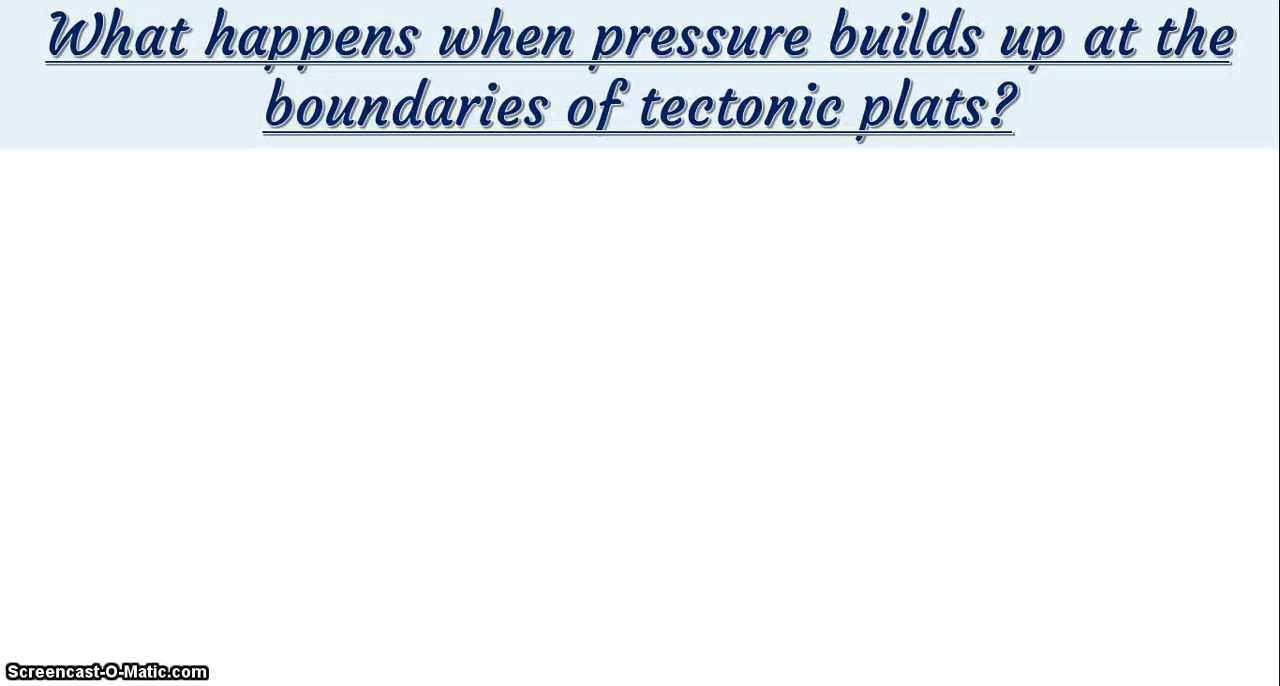 What happens when pressure builds up at the
boundaries of tectonic plats?
Screencast-O-Matic.com